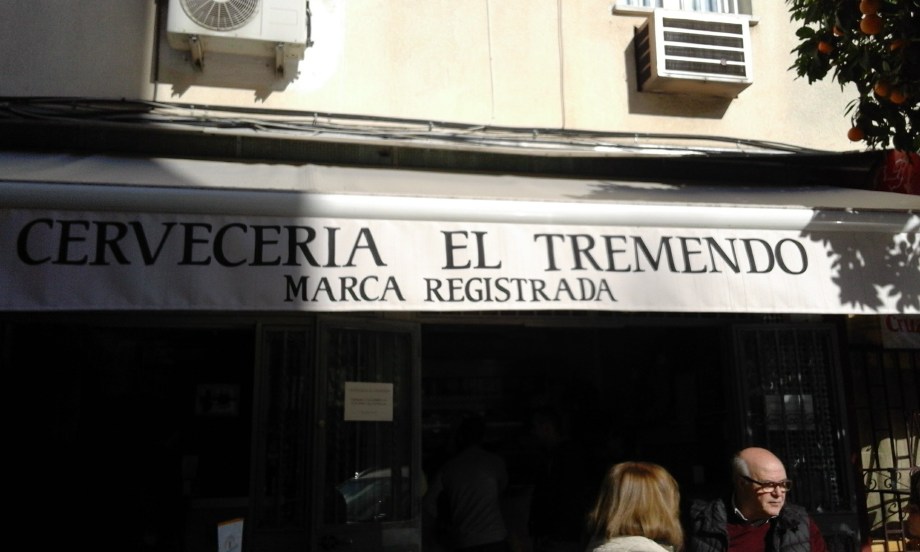 CERVECERIA EL TREMENDO
MARCA REGISTRADA